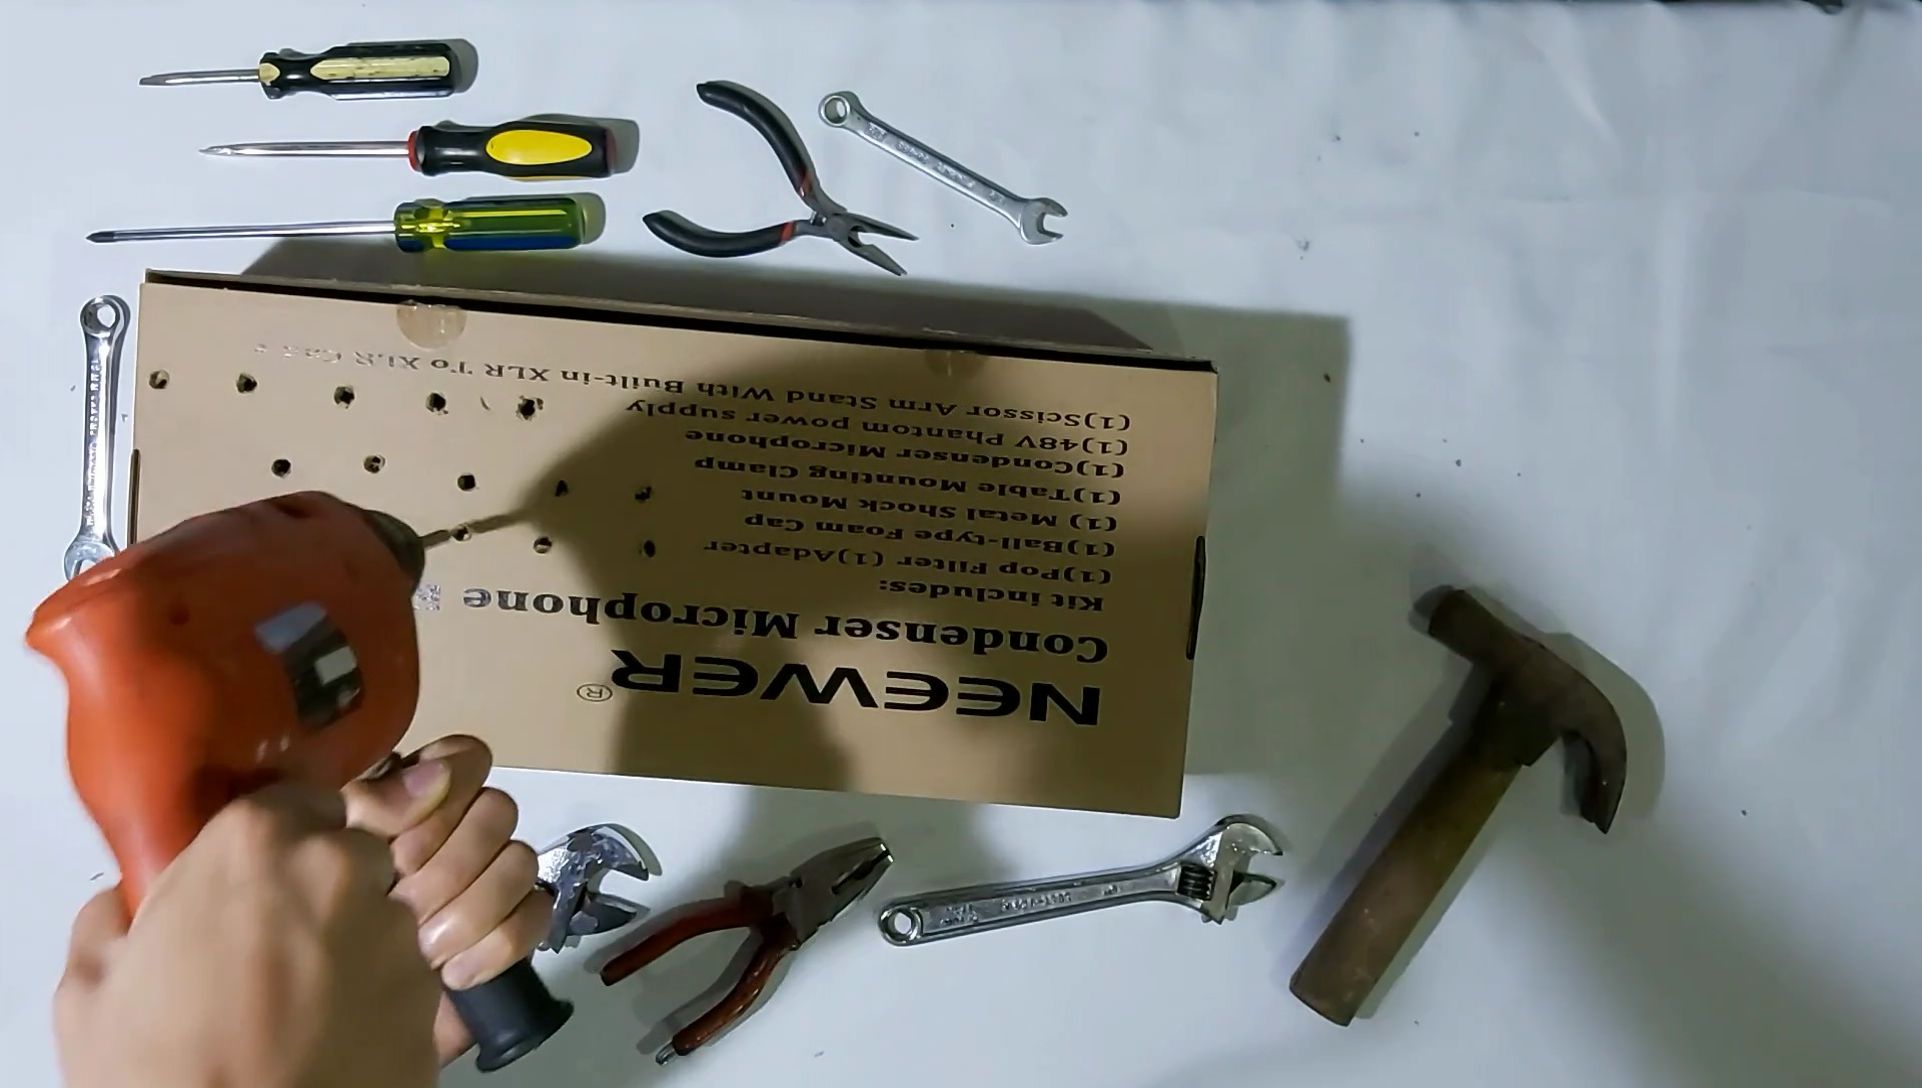 NEEWER®
Condenser Microphone
Kit includes:
(1)Pop Filter (1)Adapter
(1)Ball-type Foam Cap
(1) Metal Shock Mount
(1)Table Mounting Clamp
(1)Condenser Microphone
(1)48V Phantom power supply
(1)Scissor Arm Stand With Built-in XLR To XLR